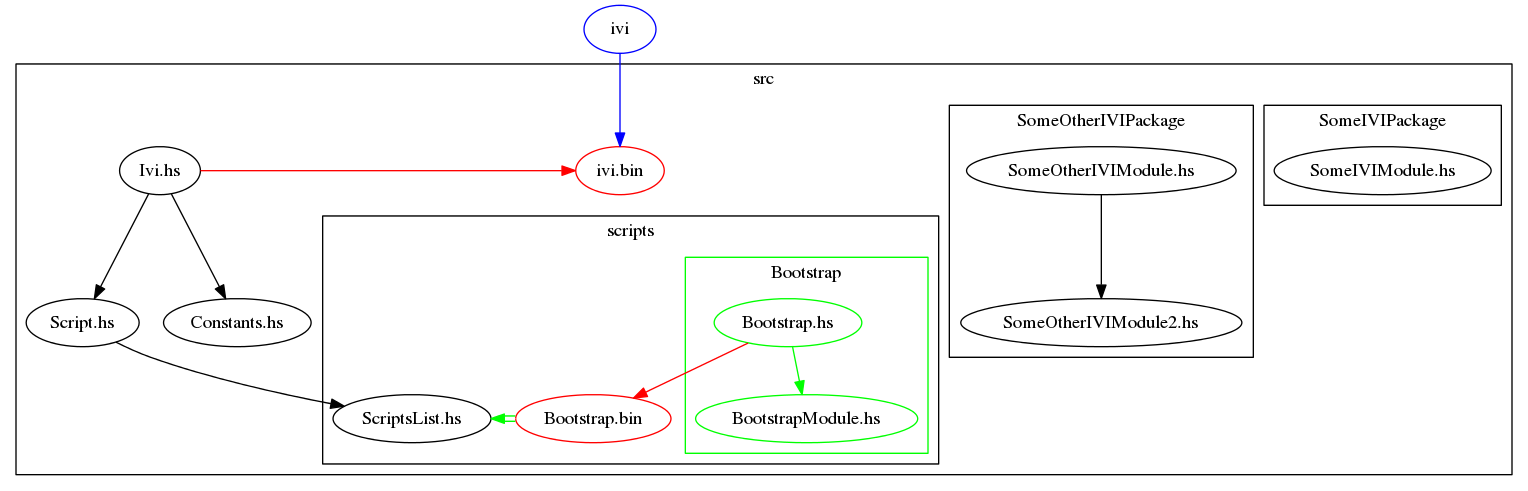 ivi
src
SomeOtherIVIPackage
SomeIVIPackage
Ivi.hs
ivi.bin
SomeOtherIVIModule.hs
SomeIVIModule.hs
scripts
Bootstrap
Script.hs
Constants.hs
Bootstrap.hs
SomeOtherIVIModule2.hs
ScriptsList.hs
Bootstrap.bin
BootstrapModule.hs